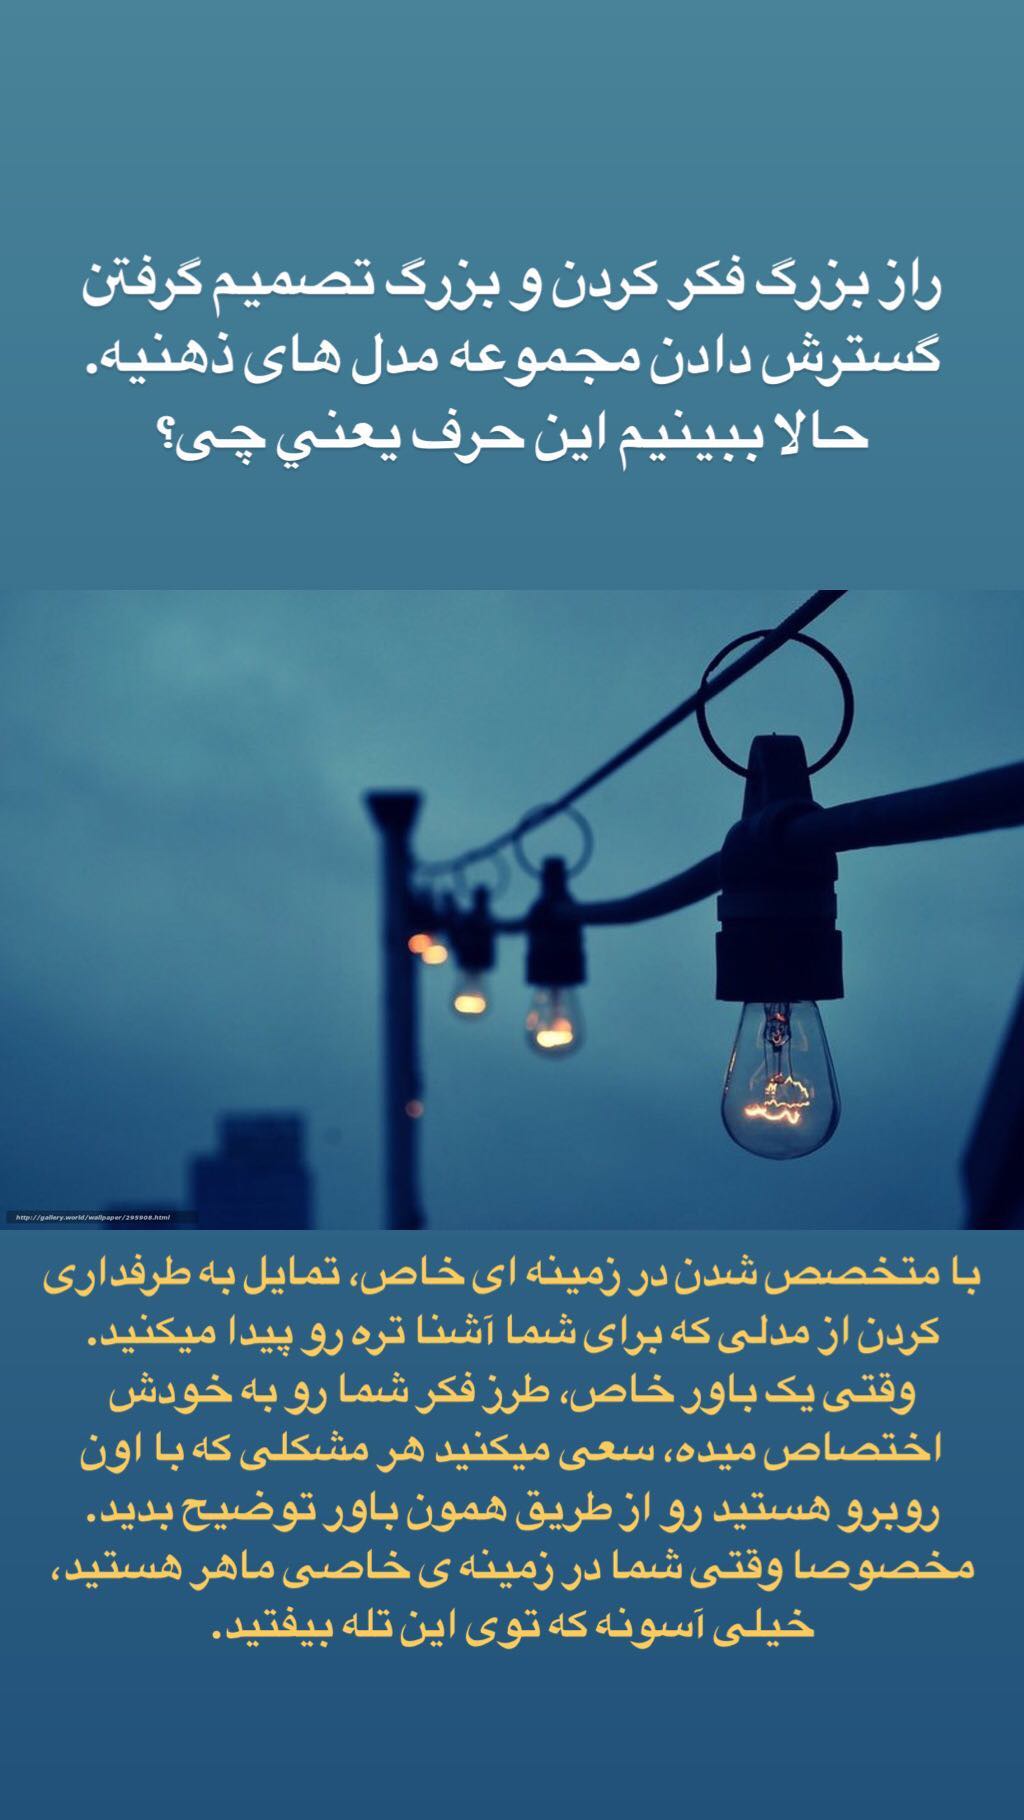 راز بزرگ فکر کردن و بزرگ تصمیم گرفتن
گسترش دادن مجموعه مدل های ذهنیه.
حالا ببینیم این حرف یعني چی؟
http://gallery.world/wallpaper/295908.html
با متخصص شدن در زمینه ای خاص، تمایل به طرفداری
کردن از مدلی که برای شما آشنا تره رو پیدا میکنید.
وقتی یک باور خاص، طرز فکر شما رو به خودش
اختصاص میده، سعی میکنید هر مشکلی که با اون
روبرو هستید رو از طریق همون باور توضیح بدید.
مخصوصا وقتی شما در زمینه ی خاصی ماهر هستید،
خیلی آسونه که توی این تله بیفتید.